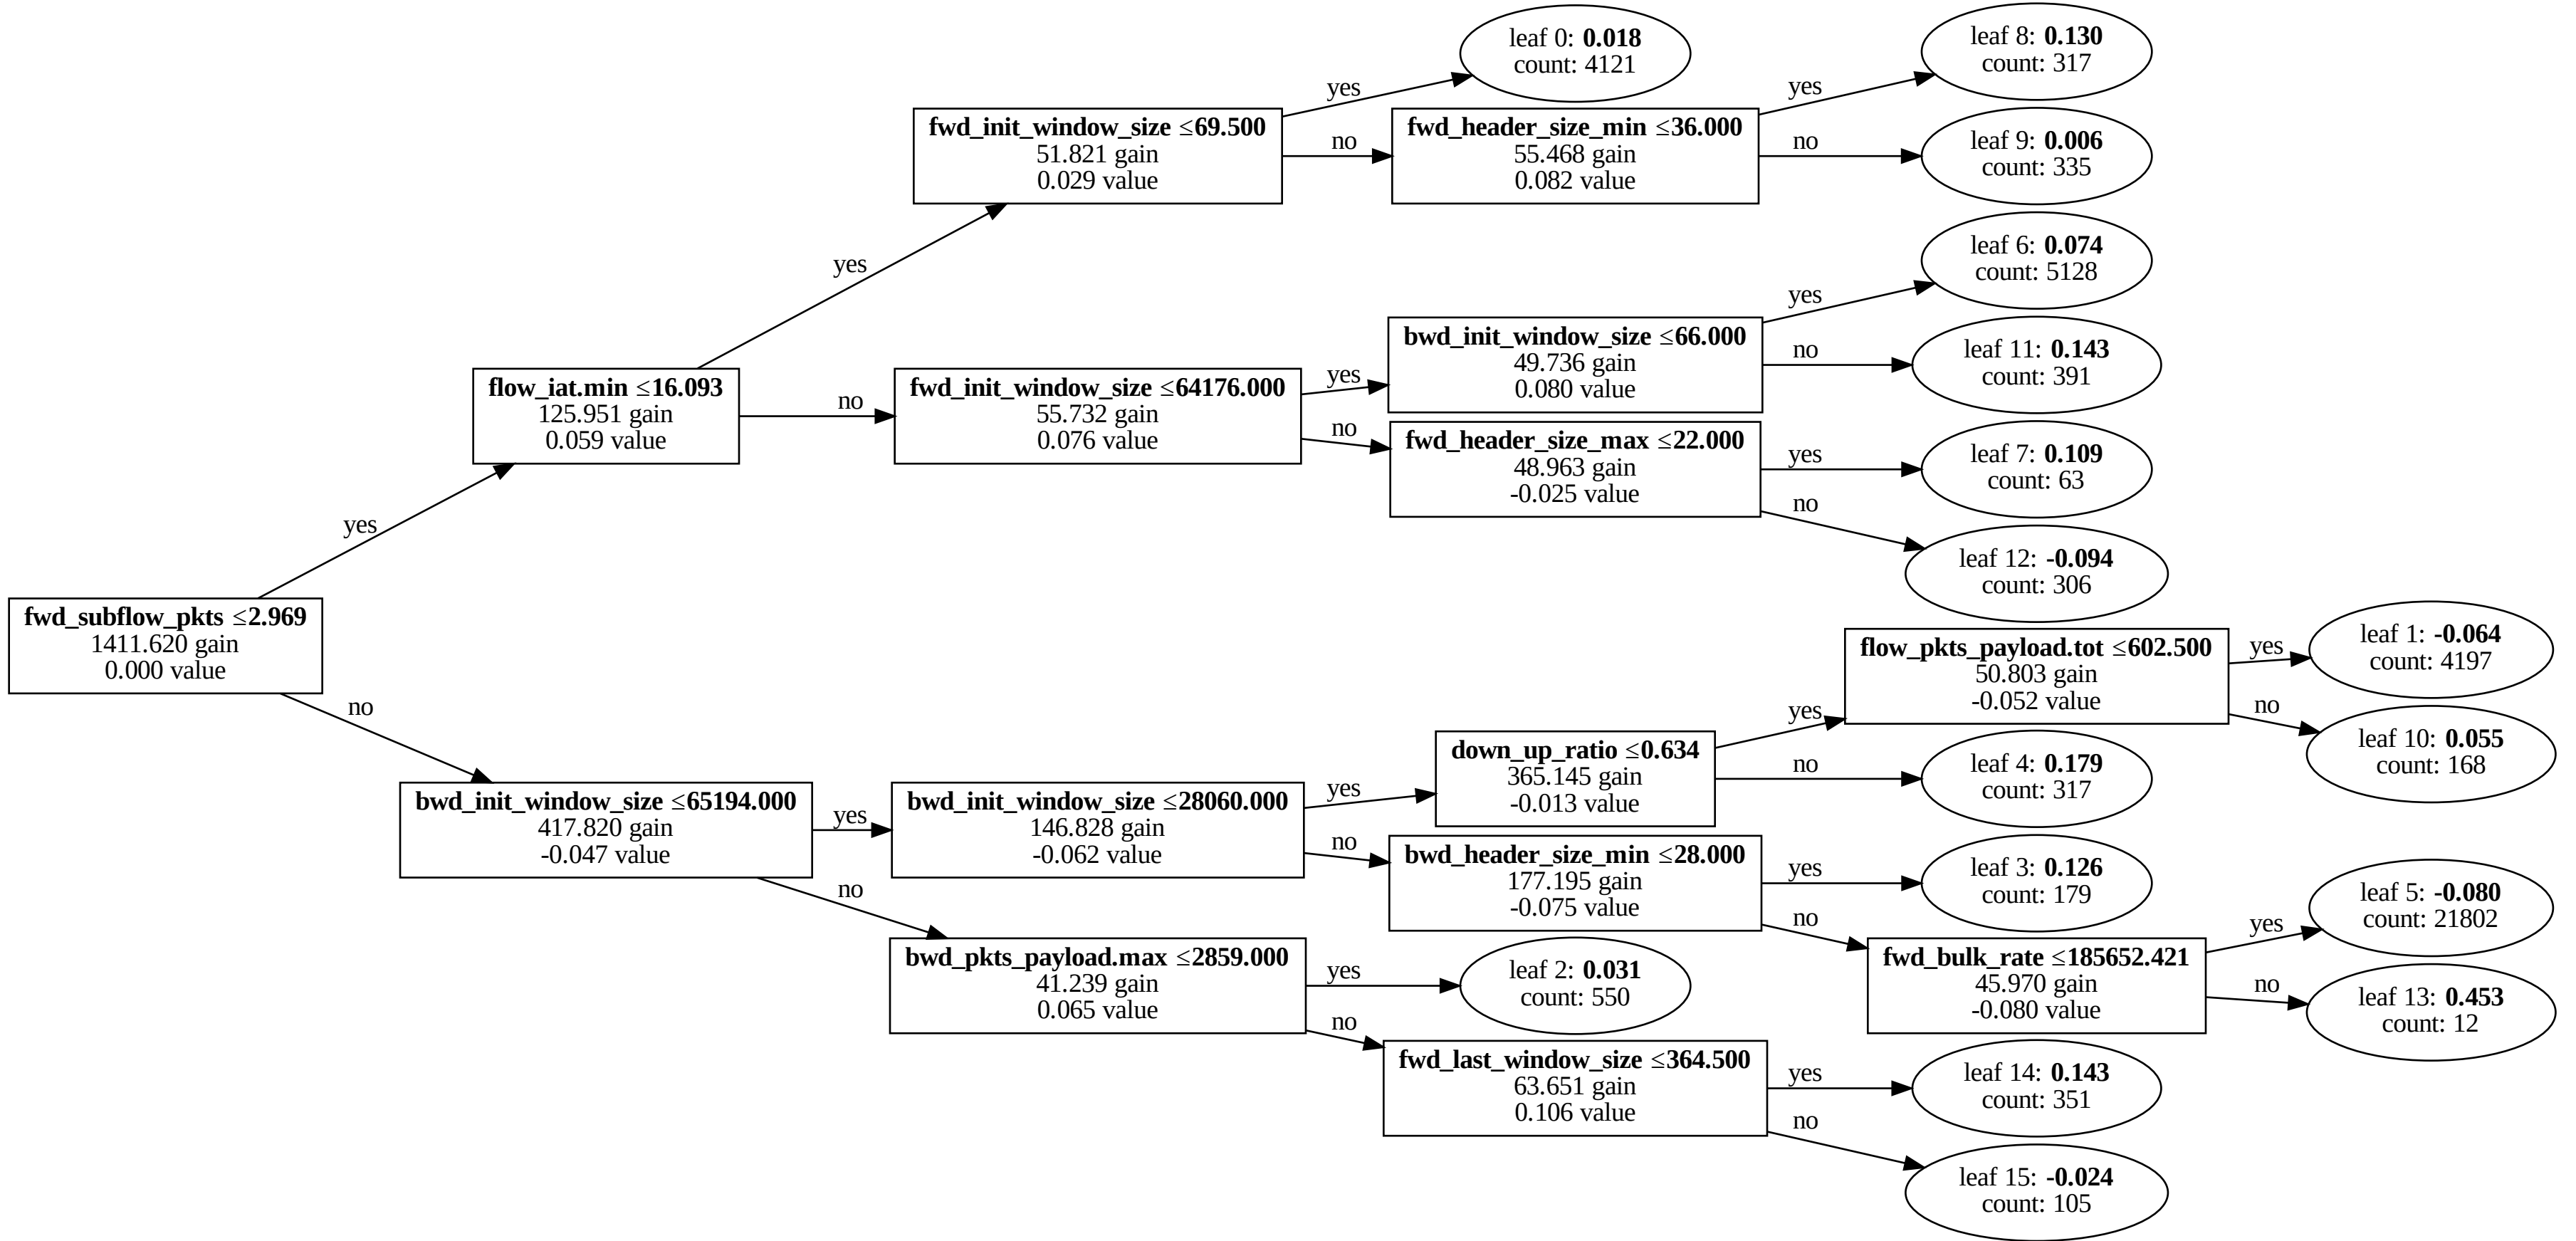 leaf 0: 0.018
count: 4121
leaf 8: 0.130
count: 317
yes
yes
fwd_init_window_size ≤69.500
51.821 gain
0.029 value
no
fwd_header_size_min ≤36.000
55.468 gain
0.082 value
no
leaf 9: 0.006
count: 335
yes
leaf 6: 0.074
count: 5128
yes
bwd_init_window_size ≤66.000
49.736 gain
0.080 value
no
leaf 11: 0.143
count: 391
flow_iat.min ≤16.093
125.951 gain
0.059 value
no
fwd_init_window_size ≤64176.000
55.732 gain
0.076 value
yes
no
fwd_header_size_max ≤22.000
48.963 gain
-0.025 value
yes
leaf 7: 0.109
count: 63
no
leaf 12: -0.094
count: 306
yes
fwd_subflow_pkts ≤2.969
1411.620 gain
0.000 value
no
flow_pkts_payload.tot ≤602.500
50.803 gain
-0.052 value
yes
leaf 1: -0.064
count: 4197
no
leaf 10: 0.055
count: 168
down_up_ratio ≤0.634
365.145 gain
-0.013 value
yes
no
leaf 4: 0.179
count: 317
bwd_init_window_size ≤65194.000
417.820 gain
-0.047 value
yes
bwd_init_window_size ≤28060.000
146.828 gain
-0.062 value
yes
no
bwd_header_size_min ≤28.000
177.195 gain
-0.075 value
yes
leaf 3: 0.126
count: 179
no
fwd_bulk_rate ≤185652.421
45.970 gain
-0.080 value
yes
leaf 5: -0.080
count: 21802
no
leaf 13: 0.453
count: 12
no
bwd_pkts_payload.max ≤2859.000
41.239 gain
0.065 value
yes
leaf 2: 0.031
count: 550
no
fwd_last_window_size ≤364.500
63.651 gain
0.106 value
yes
leaf 14: 0.143
count: 351
no
leaf 15: -0.024
count: 105